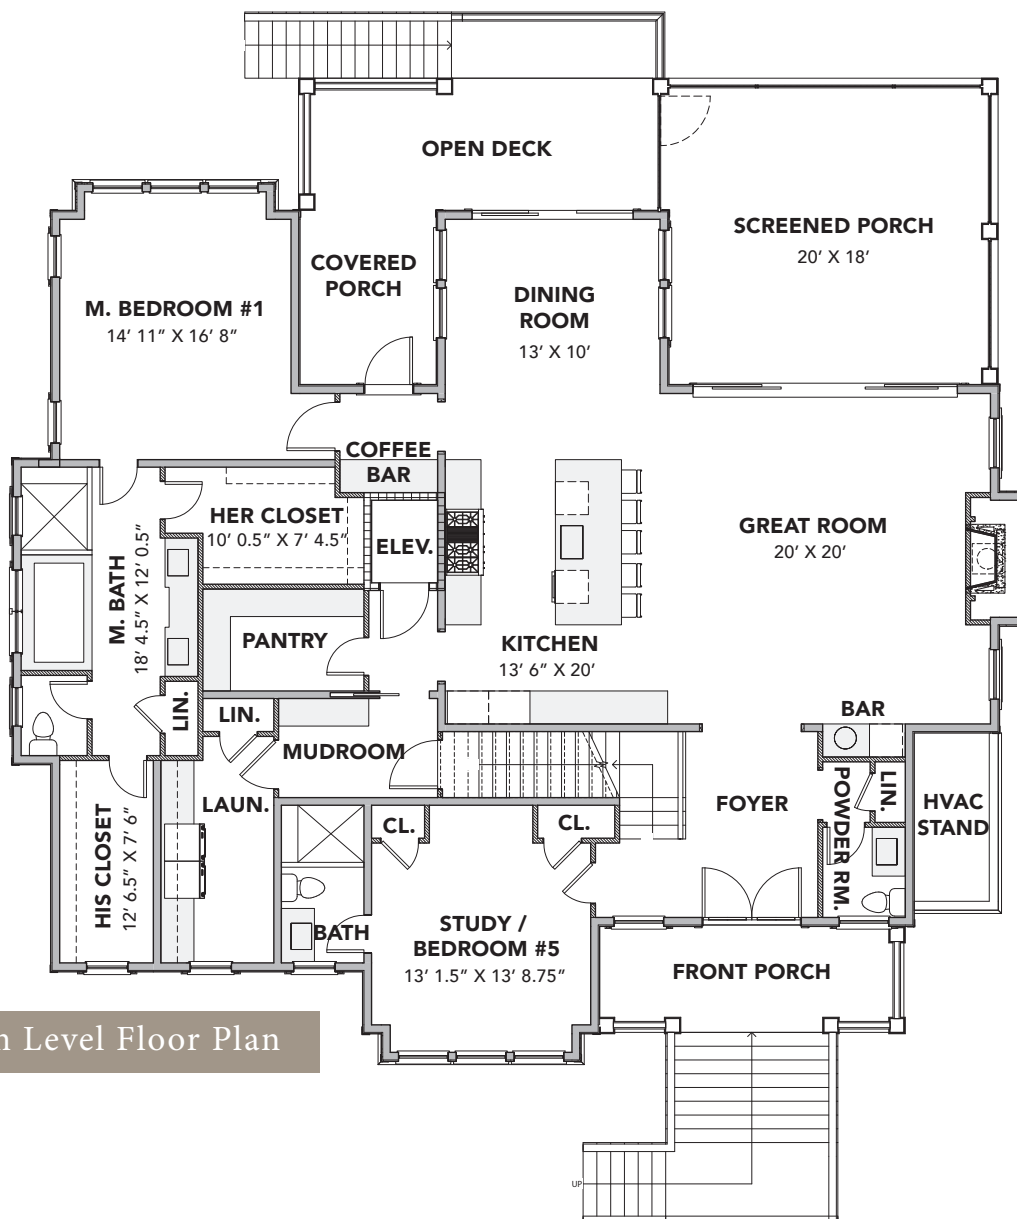 OPEN DECK
SCREENED PORCH
20’ X 18’
COVERED
PORCH
M. BEDROOM #1
14’ 11” X 16’ 8”
DINING
ROOM
13’ X 10’
COFFEE
BAR
HER CLOSET
10’ 0.5” X 7’ 4.5”
ELEV.
GREAT ROOM
20’ X 20’
M. BATH
18’ 4.5” X 12’ 0.5”
PANTRY
KITCHEN
13’ 6” X 20’
LIN.
LIN.
BAR
MUDROOM
LAUN.
FOYER
POWDER RM.
LIN.
HVAC
STAND
CL.
CL.
HIS CLOSET
12’ 6.5” X 7’ 6”
BATH
STUDY /
BEDROOM #5
13’ 1.5” X 13’ 8.75”
FRONT PORCH
Level Floor Plan
UP